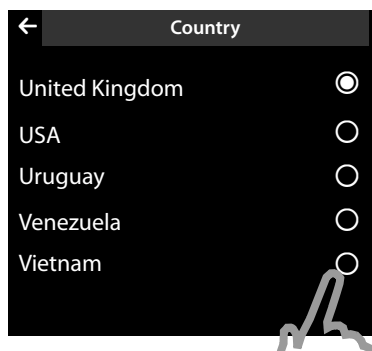 Country
United Kingdom
USA
Uruguay
Venezuela
Vietnam